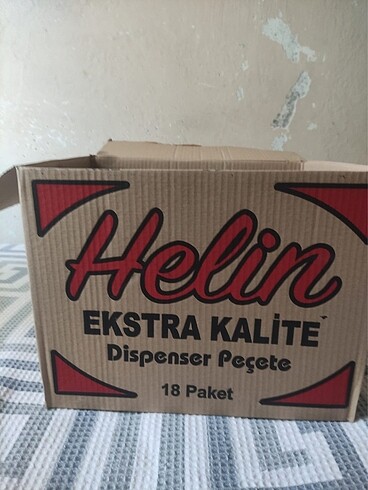 Helin
EKSTRA KALİTE
Dispenser Peçete
18 Paket